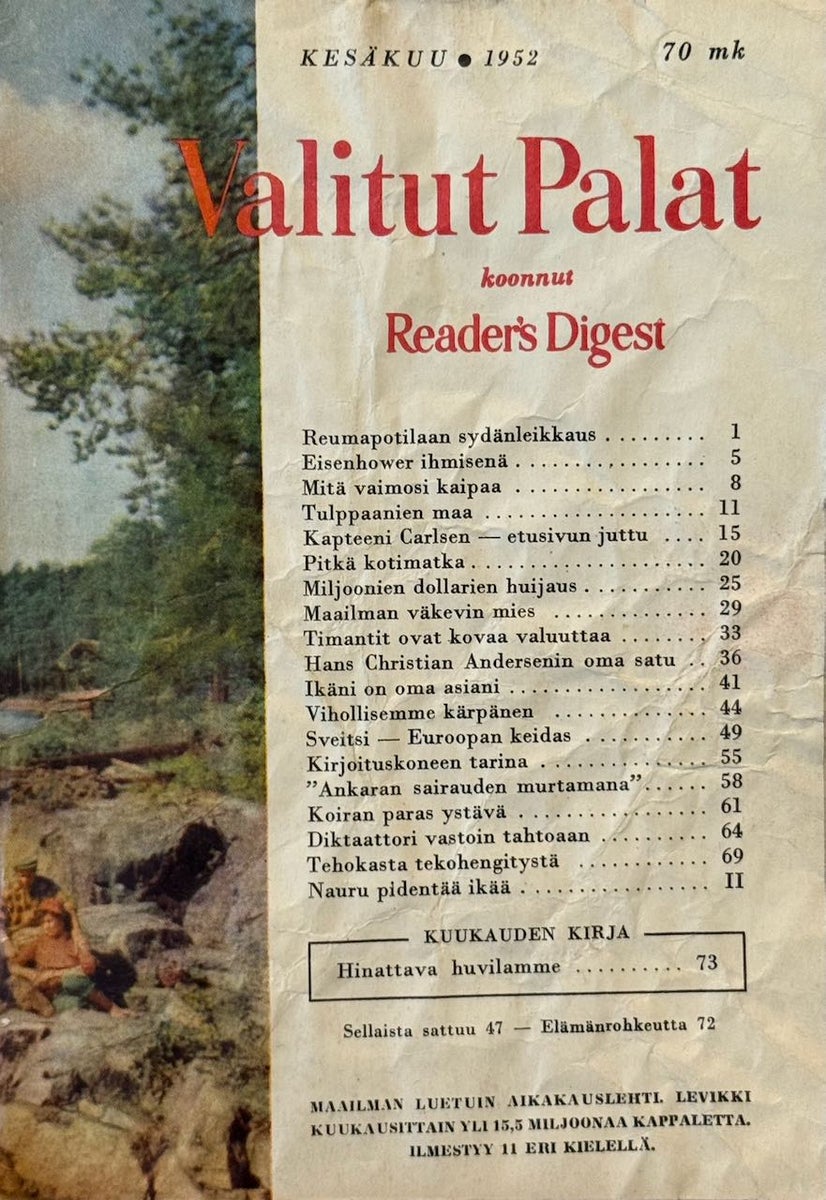 KESÄKUU ● 1952 70 mk
Valitut Palat
koonnut
Reader's Digest
Reumapotilaan sydänleikkaus ......... 1
Eisenhower ihmisenä .................. 5
Mitä vaimosi kaipaa .................. 8
Tulppaanien maa ..................... 11
Kapteeni Carlsen — etusivun juttu .... 15
Pitkä kotimatka ...................... 20
Miljoonien dollarien huijaus ........... 25
Maailman väkevin mies .............. 29
Timantit ovat kovaa valuuttaa ........ 33
Hans Christian Andersenin oma satu .. 36
Ikäni on oma asiani .................. 41
Vihollisemme kärpänen .............. 44
Sveitsi — Euroopan keidas ........... 49
Kirjoituskoneen tarina ............... 55
”Ankaran sairauden murtamana”...... 58
Koiran paras ystävä ................. 61
Diktaattori vastoin tahtoaan .......... 64
Tehokasta tekohengitystä ............ 69
Nauru pidentää ikää ................. II
KUUKAUDEN KIRJA
Hinattava huvilamme .......... 73
Sellaista sattuu 47 — Elämänrohkeutta 72
MAAILMAN LUETUIN AIKAKAUSLEHTI. LEVIKKI
KUUKAUSITTAIN YLI 15,5 MILJOONAA KAPPALETTA.
ILMESTYY 11 ERI KIELELLÄ.